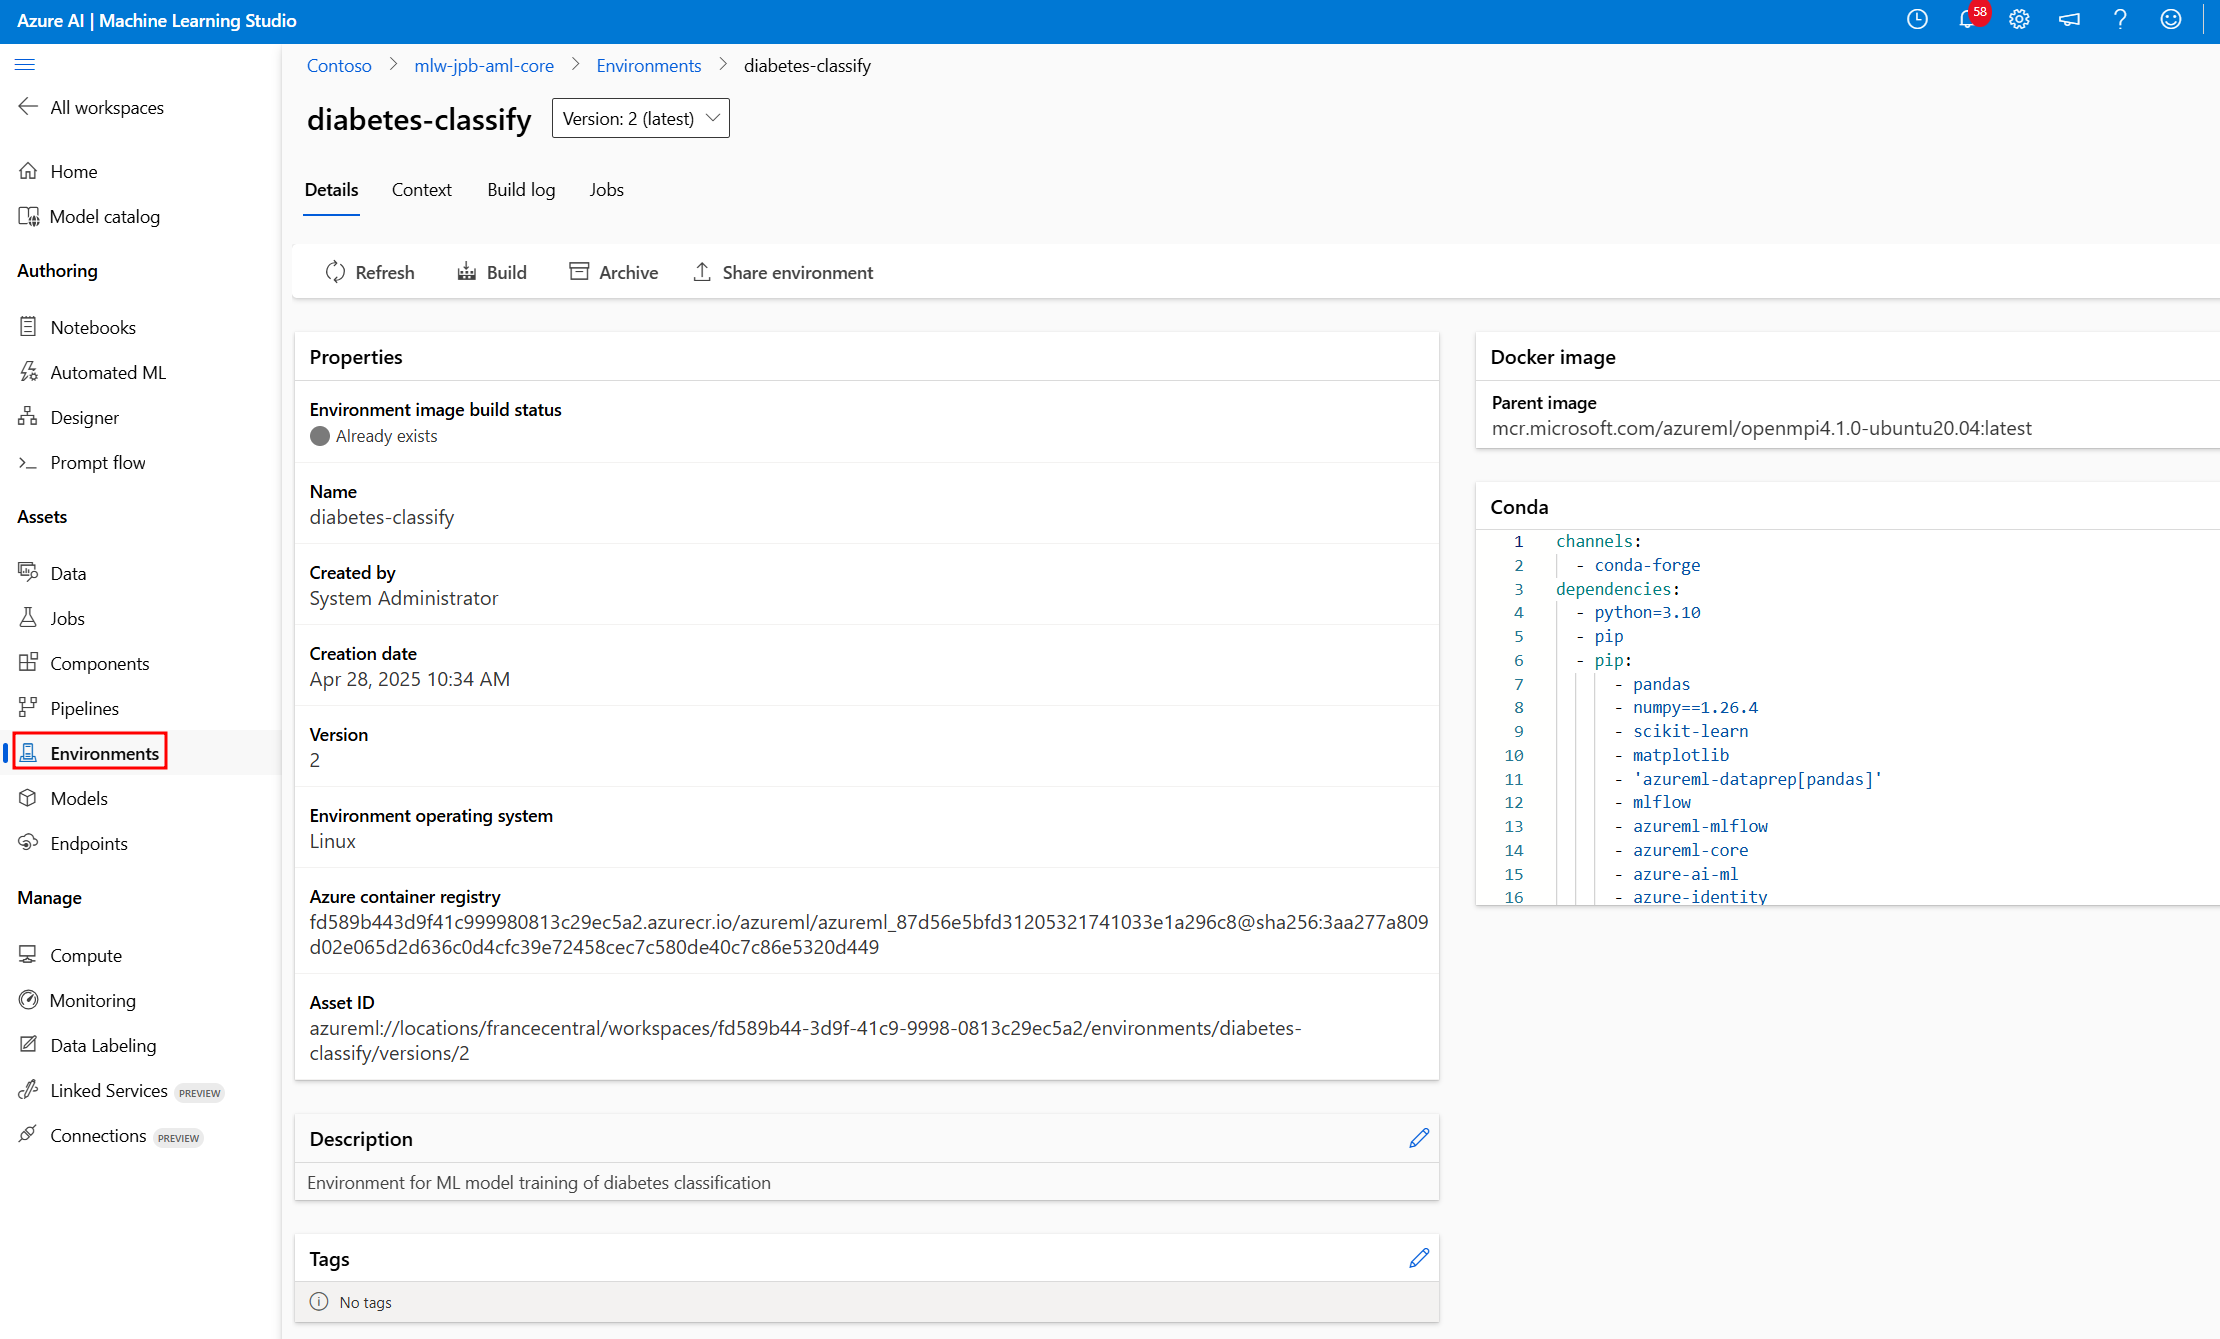 Azure AI | Machine Learning Studio
58
All workspaces
Home
Model catalog
Authoring
Notebooks
Automated ML
Designer
Prompt flow
Assets
Data
Jobs
Components
Pipelines
Environments
Models
Endpoints
Manage
Compute
Monitoring
Data Labeling
Linked Services PREVIEW
Connections PREVIEW
Contoso > mlw-jpb-aml-core > Environments > diabetes-classify
diabetes-classify Version: 2 (latest)
Details Context Build log Jobs
Refresh Build Archive Share environment
Properties
Environment image build status
Already exists
Name
diabetes-classify
Created by
System Administrator
Creation date
Apr 28, 2025 10:34 AM
Version
2
Environment operating system
Linux
Azure container registry
fd589b443d9f41c999980813c29ec5a2.azurecr.io/azureml/azureml_87d56e5bfd31205321741033e1a296c8@sha256:3aa277a809
d02e065d2d636c0d4cfc39e72458cec7c580de40c7c86e5320d449
Asset ID
azureml://locations/francecentral/workspaces/fd589b44-3d9f-41c9-9998-0813c29ec5a2/environments/diabetes-
classify/versions/2
Description
Environment for ML model training of diabetes classification
Tags
No tags
Docker image
Parent image
mcr.microsoft.com/azureml/openmpi4.1.0-ubuntu20.04:latest
Conda
1 channels:
2 - conda-forge
3 dependencies:
4 - python=3.10
5 - pip
6 - pip:
7 - pandas
8 - numpy==1.26.4
9 - scikit-learn
10 - matplotlib
11 - 'azureml-dataprep[pandas]'
12 - mlflow
13 - azureml-mlflow
14 - azureml-core
15 - azure-ai-ml
16 - azure-identity